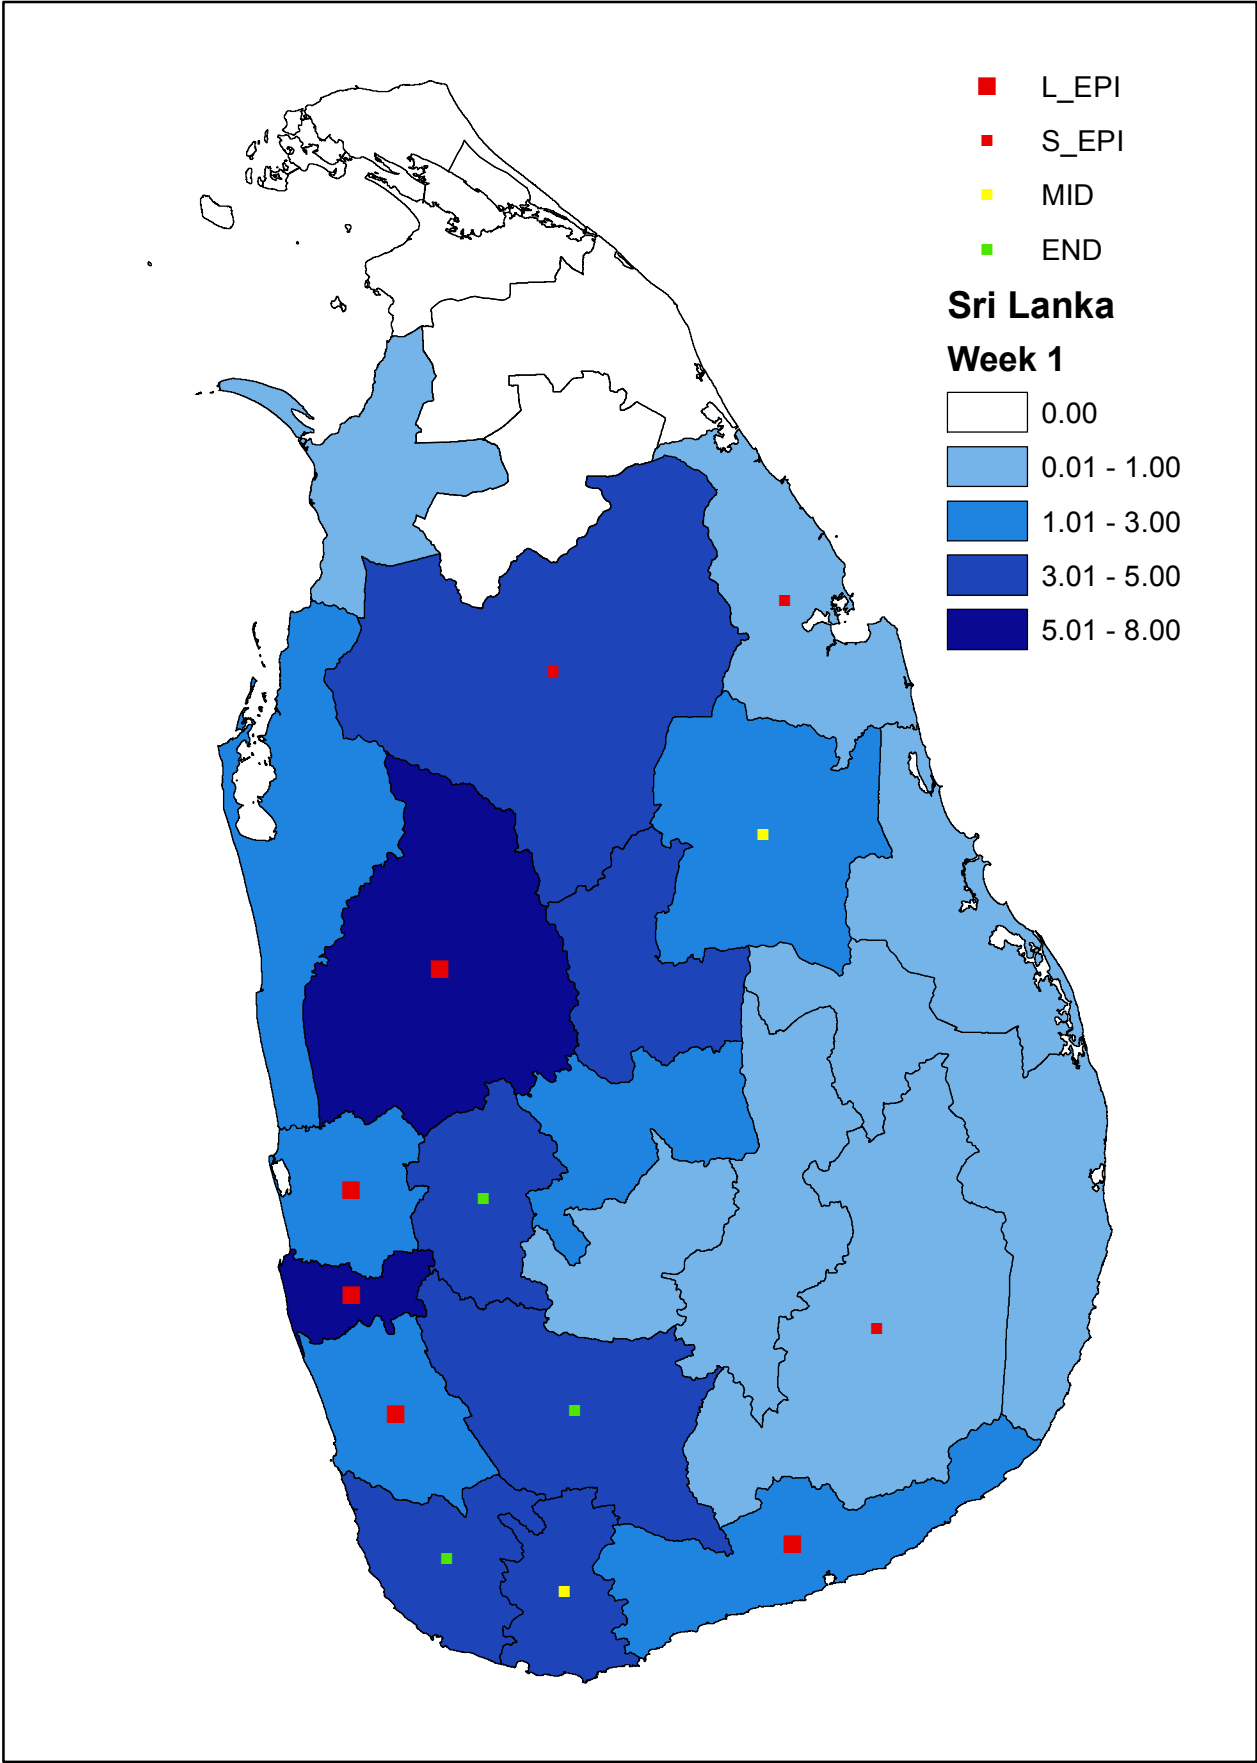 L_EPI
S_EPI
MID
END
Sri Lanka
Week 1
0.00
0.01 - 1.00
1.01 - 3.00
3.01 - 5.00
5.01 - 8.00